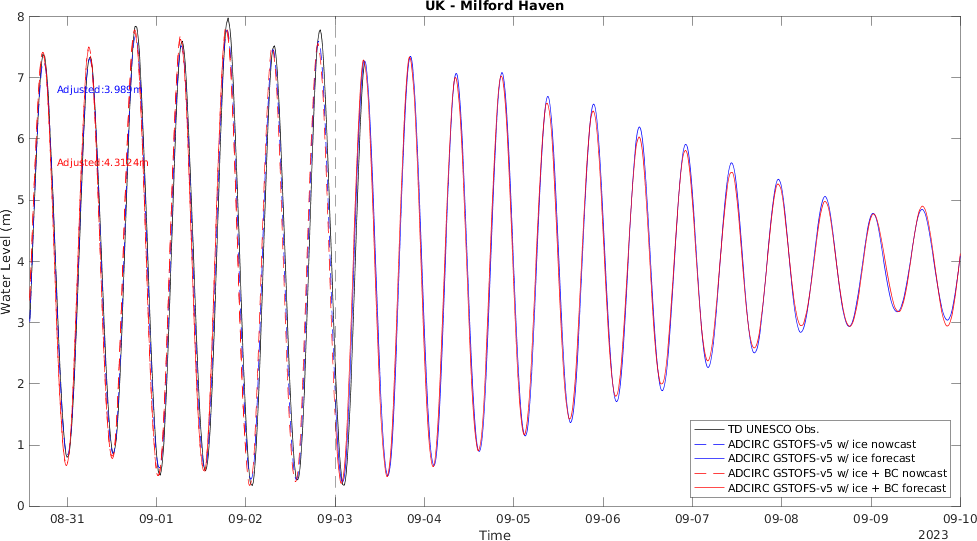 UK - Milford Haven
8
7
6
5
4
3
2
1
0
Water Level (m)
Adjusted:3.989m
Adjusted:4.3124m
TD UNESCO Obs.
ADCIRC GSTOFS-v5 w/ ice nowcast
ADCIRC GSTOFS-v5 w/ ice forecast
ADCIRC GSTOFS-v5 w/ ice + BC nowcast
ADCIRC GSTOFS-v5 w/ ice + BC forecast
08-31 09-01 09-02 09-03 09-04 09-05 09-06 09-07 09-08 09-09 09-10
Time
2023